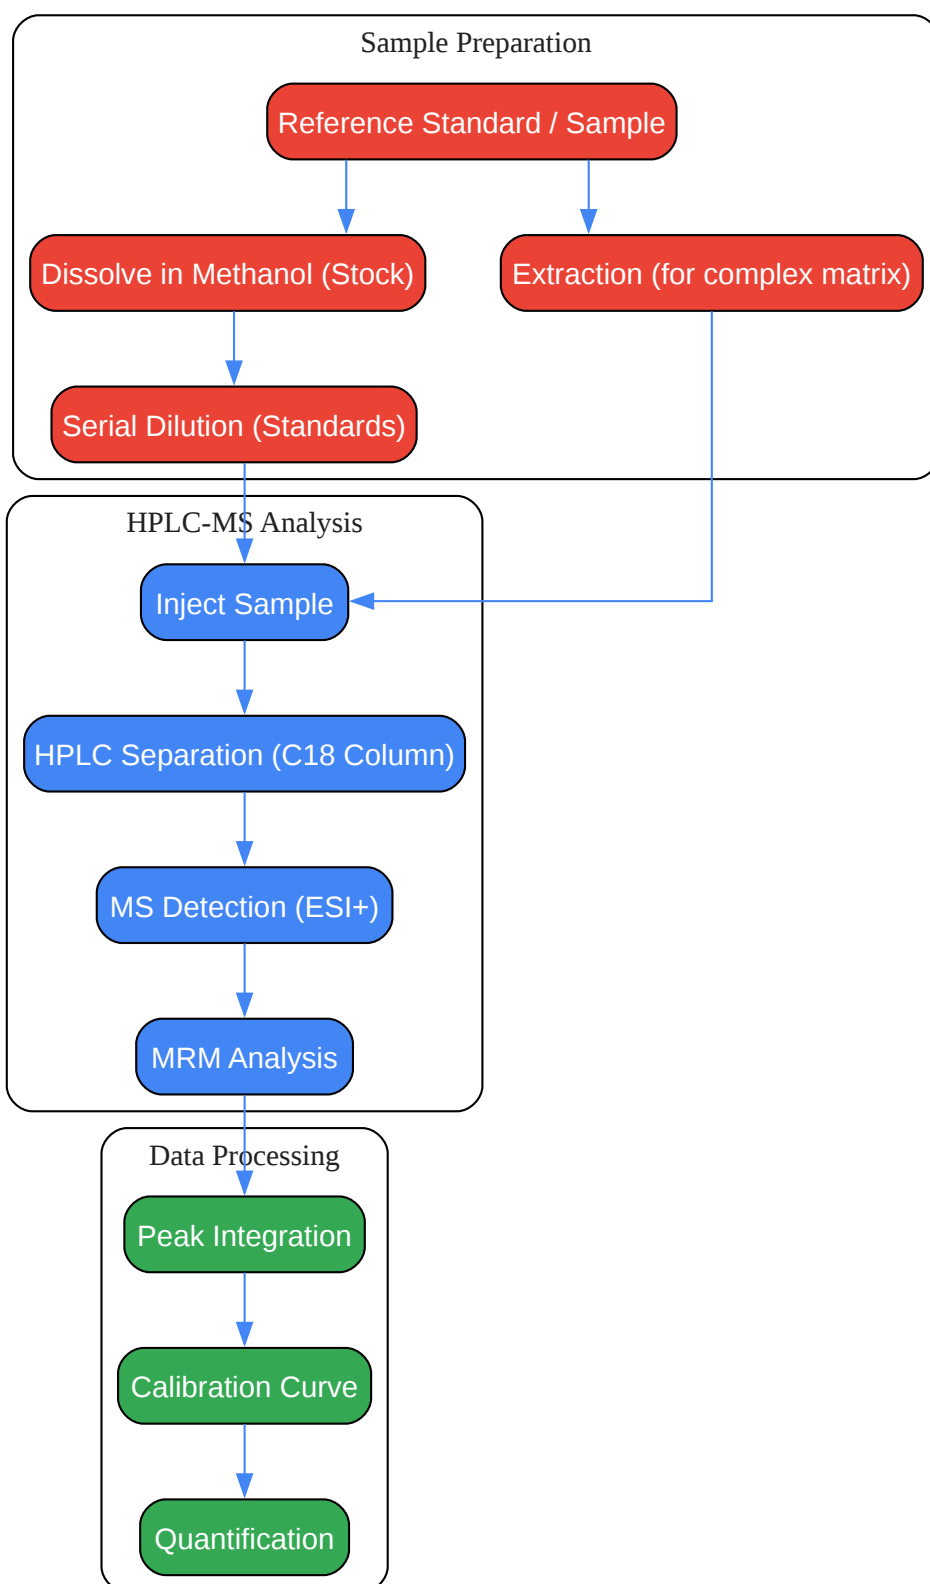 Sample Preparation
Reference Standard / Sample
Dissolve in Methanol (Stock)
Extraction (for complex matrix)
Serial Dilution (Standards)
HPLC-MS Analysis
Inject Sample
HPLC Separation (C18 Column)
MS Detection (ESI+)
MRM Analysis
Data Processing
Peak Integration
Calibration Curve
Quantification